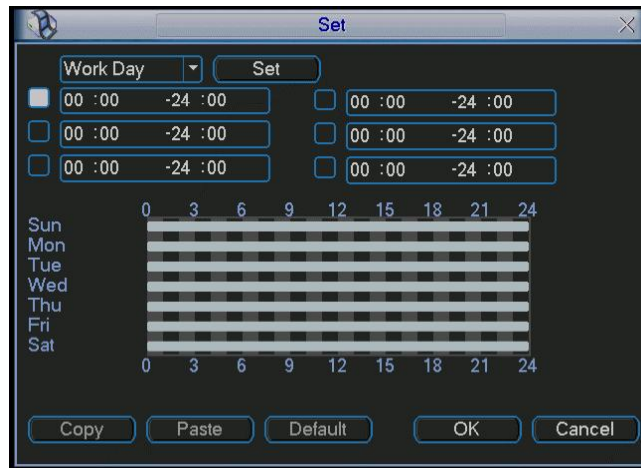 Set
Work Day Set
00 :00 -24 :00 00 :00 -24 :00
00 :00 -24 :00 00 :00 -24 :00
00 :00 -24 :00 00 :00 -24 :00
0 3 6 9 12 15 18 21 24
Sun
Mon
Tue
Wed
Thu
Fri
Sat
0 3 6 9 12 15 18 21 24
Copy Paste Default OK Cancel